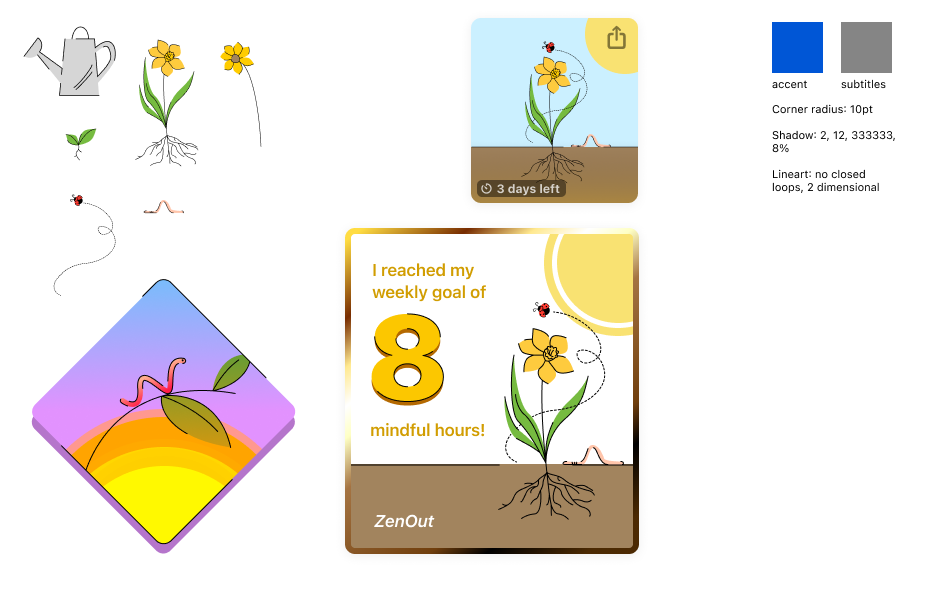 3 days left
I reached my
weekly goal of
8
mindful hours!
ZenOut
accent
subtitles
Corner radius: 10pt
Shadow: 2, 12, 333333,
8%
Lineart: no closed
loops, 2 dimensional